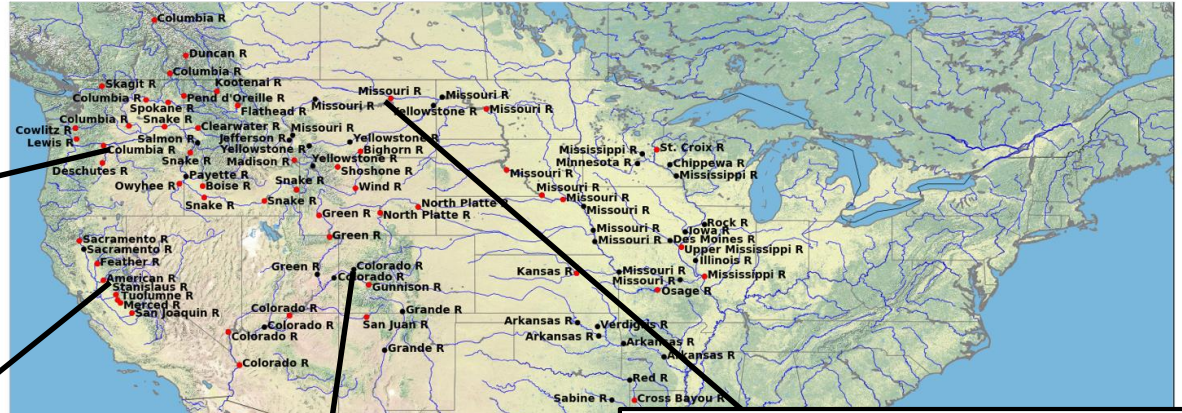 Columbia R
Duncan R
Columbia R
Skagit R
Kootenai R
Columbia R
Pend d'Oreille R
Spokane R
Flathead R
Missouri R
Missouri R
Missouri R
Yellowstone R
Missouri R
Columbia R
Snake R
Cowlitz R
Clearwater R
Missouri R
Lewis R
Salmon R
Jefferson R
Yellowstone R
Columbia R
Yellowstone R
Bighorn R
Snake R
Madison R
Yellowstone R
Deschutes R
Payette R
Shoshone R
Owyhee R
Boise R
Snake R
Wind R
Snake R
Snake R
Mississippi R
St. Croix R
Minnesota R
Chippewa R
Mississippi R
Missouri R
Missouri R
Missouri R
Missouri R
North Platte R
North Platte R
Green R
Green R
Rock R
Iowa R
Missouri R
Missouri R
Des Moines R
Upper Mississippi R
Illinois R
Sacramento R
Sacramento R
Feather R
American R
Stanislaus R
Tuolumne R
Merced R
San Joaquin R
Green R
Colorado R
Colorado R
Gunnison R
Kansas R
Missouri R
Missouri R
Mississippi R
Osage R
Colorado R
Colorado R
Colorado R
San Juan R
Grande R
Grande R
Colorado R
Arkansas R
Verdigris R
Arkansas R
Arkansas R
Arkansas R
Red R
Sabine R
Cross Bayou R